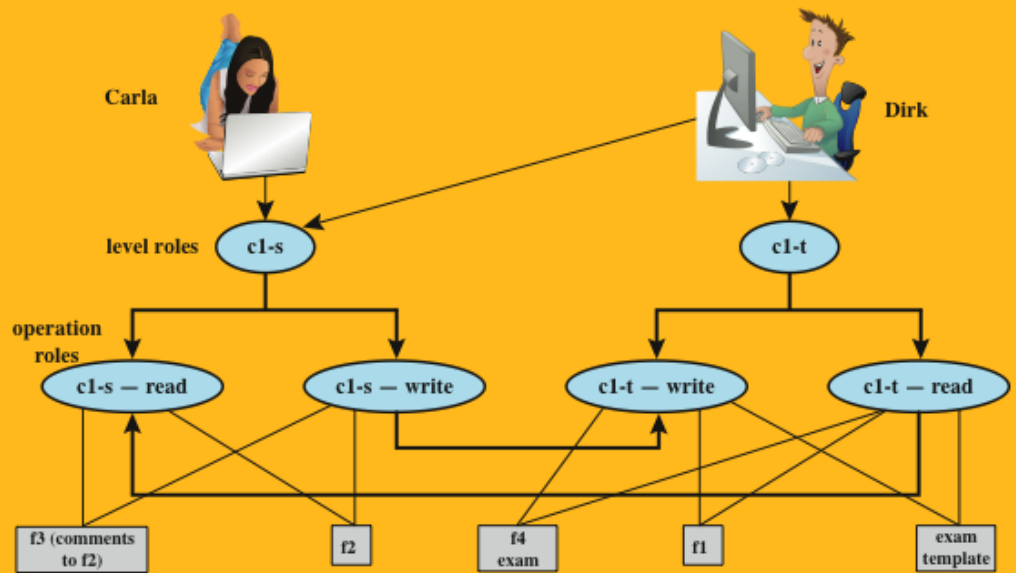 Carla
Dirk
level roles
c1-s
c1-t
operation
roles
c1-s — read
c1-s — write
c1-t — write
c1-t — read
f3 (comments
to f2)
f2
f4
exam
f1
exam
template